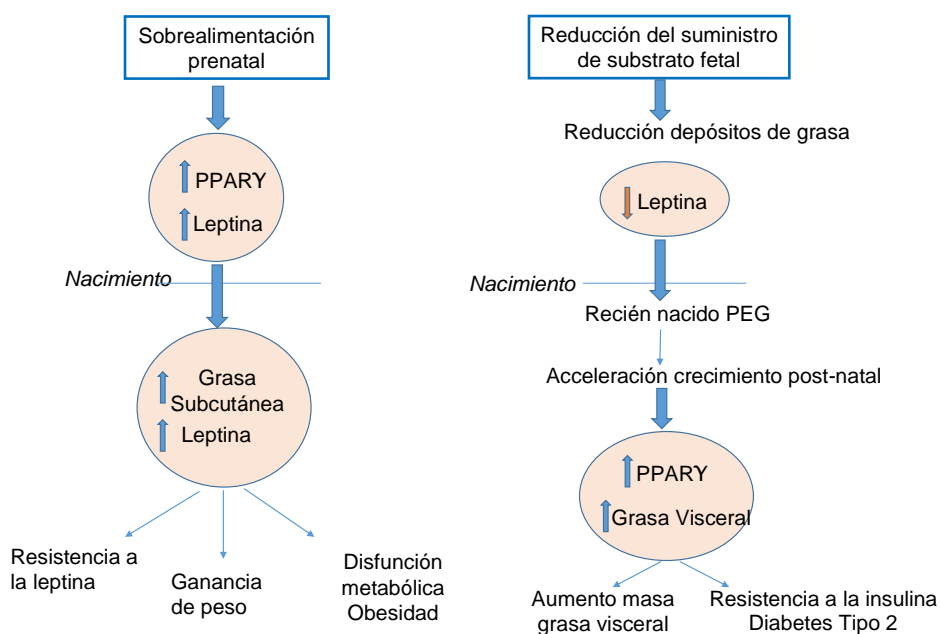 Sobrealimentación
prenatal
PPARϒ
Leptina
Nacimiento
Grasa
Subcutánea
Leptina
Resistencia a
la leptina
Ganancia
de peso
Disfunción
metabólica
Obesidad
Reducción del suministro
de substrato fetal
Reducción depósitos de grasa
Leptina
Nacimiento
Recién nacido PEG
Acceleración crecimiento post-natal
PPARϒ
Grasa Visceral
Aumento masa
grasa visceral
Resistencia a la insulina
Diabetes Tipo 2